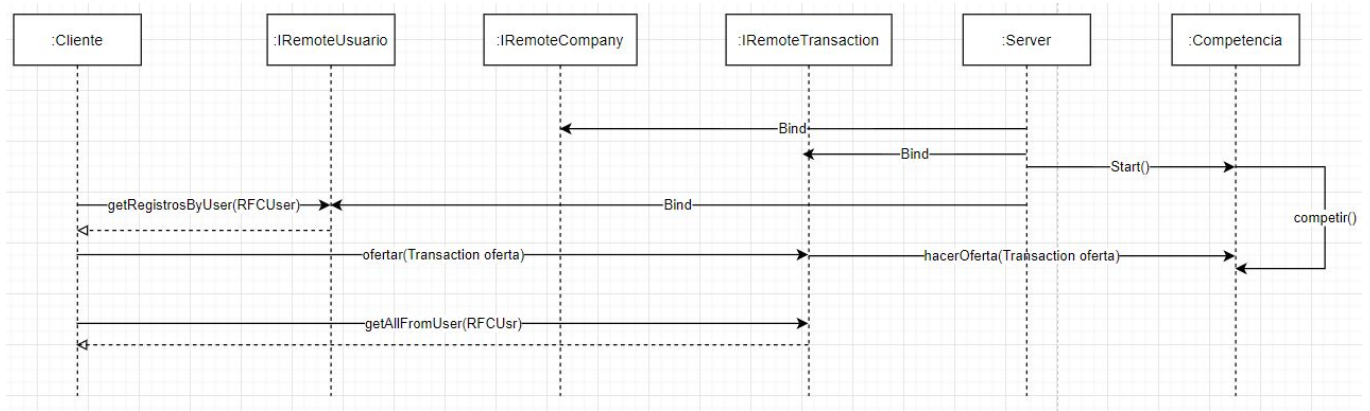 :Cliente
:IRemoteUsuario
:IRemoteCompany
:IRemoteTransaction
:Server
:Competencia
Bind
Bind
Start()
getRegistrosByUser(RFCUser)
Bind
competir()
ofertar(Transaction oferta)
hacerOferta(Transaction oferta)
getAllFromUser(RFCUsr)